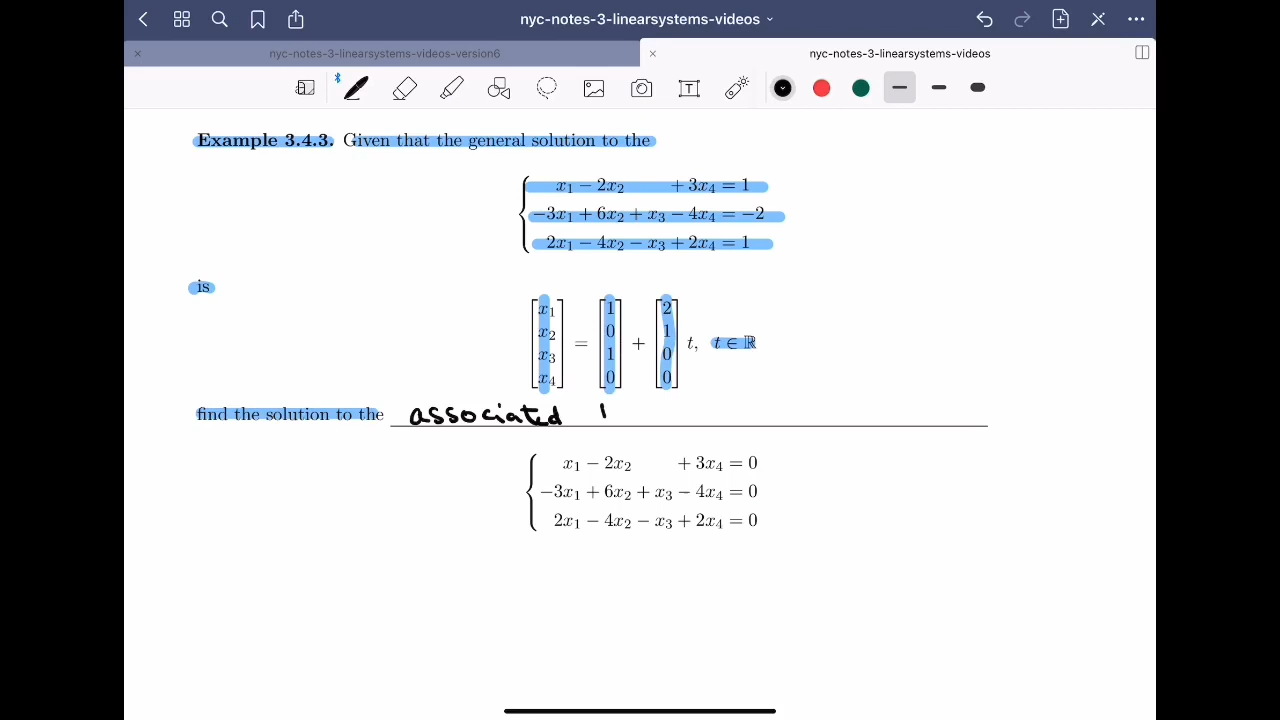 nyc-notes-3-linearsystems-videos
nyc-notes-3-linearsystems-videos-version6
nyc-notes-3-linearsystems-videos
T
Example 3.4.3. Given that the general solution to the
x₁ − 2x₂ + 3x₄ = 1
−3x₁ + 6x₂ + x₃ − 4x₄ = −2
2x₁ − 4x₂ − x₃ + 2x₄ = 1
is
[x₁ x₂ x₃ x₄] = [1 0 1 0] + [2 1 0 0] t, t ∈ ℝ
find the solution to the associated
x₁ − 2x₂ + 3x₄ = 0
−3x₁ + 6x₂ + x₃ − 4x₄ = 0
2x₁ − 4x₂ − x₃ + 2x₄ = 0